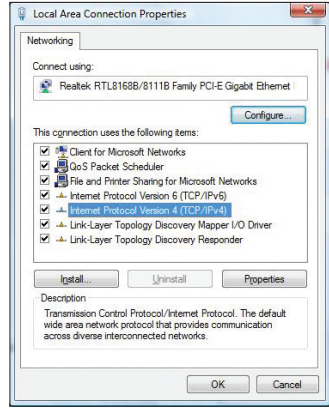 Local Area Connection Properties
Networking
Connect using:
Realtek RTL8168B/8111B Family PCI-E Gigabit Ethernet
Configure...
This connection uses the following items:
Client for Microsoft Networks
QoS Packet Scheduler
File and Printer Sharing for Microsoft Networks
Internet Protocol Version 6 (TCP/IPv6)
Internet Protocol Version 4 (TCP/IPv4)
Link-Layer Topology Discovery Mapper I/O Driver
Link-Layer Topology Discovery Responder
Install... Uninstall Properties
Description
Transmission Control Protocol/Internet Protocol. The default
wide area network protocol that provides communication
across diverse interconnected networks.
OK Cancel